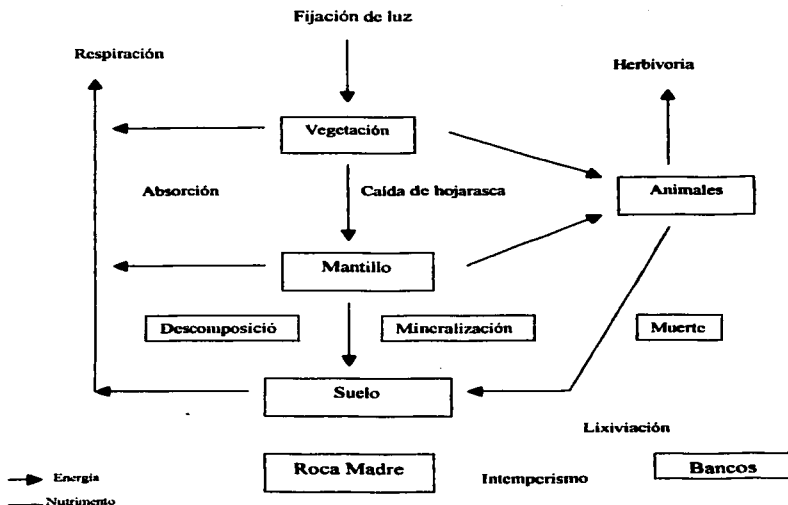 Fijación de luz
Respiración
Herbivoria
Vegetación
Absorción
Caída de hojarasca
Animales
Mantillo
Descomposició
Mineralización
Muerte
Suelo
Lixiviación
Roca Madre
Intemperismo
Bancos
Energía
Nutrimento